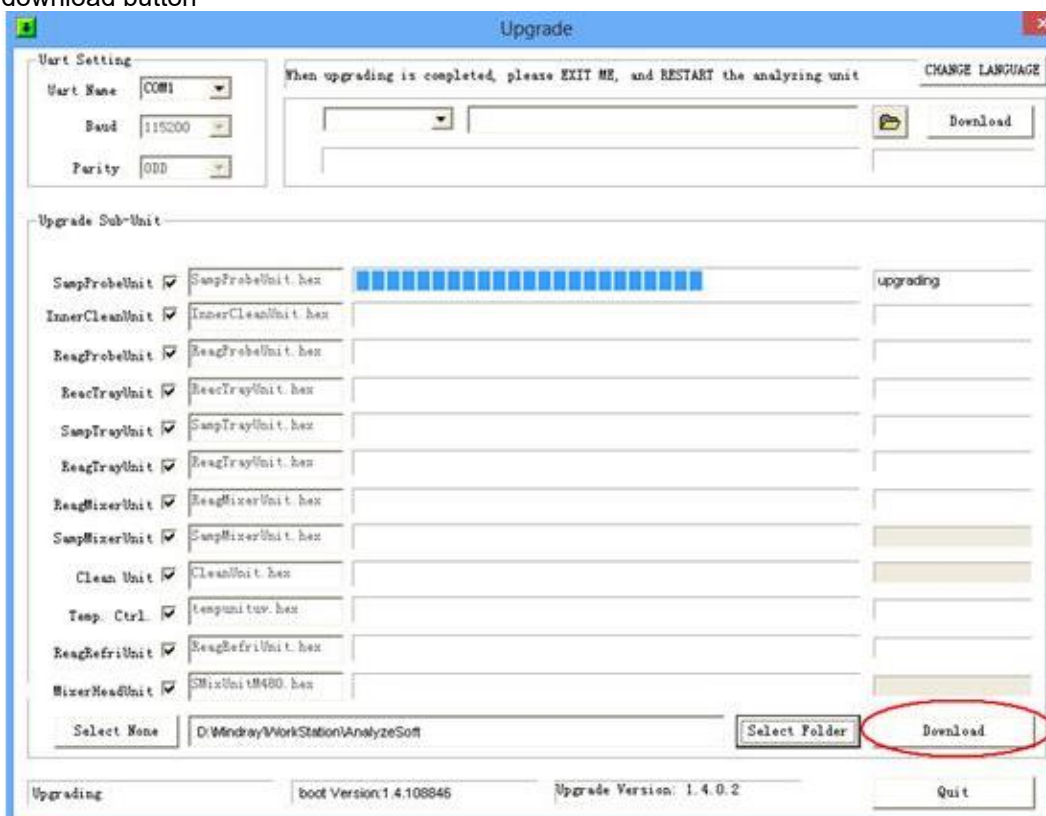 download button
Upgrade
Uart Setting
When upgrading is completed, please EXIT ME, and RESTART the analyzing unit
CHANGE LANGUAGE
Uart Name COM1
Baud 115200
Download
Parity ODD
Upgrade Sub-Unit
SampProbeUnit SampProbeUnit.hex upgrading
InnerCleanUnit InnerCleanUnit.hex
ReagProbeUnit ReagProbeUnit.hex
ReacTrayUnit ReacTrayUnit.hex
SampTrayUnit SampTrayUnit.hex
ReagTrayUnit ReagTrayUnit.hex
ReagMixerUnit ReagMixerUnit.hex
SampMixerUnit SampMixerUnit.hex
Clean Unit CleanUnit.hex
Temp. Ctrl. tempunituv.hex
ReagRefriUnit ReagRefriUnit.hex
MixerHeadUnit SMixUnitM480.hex
Select None D:\Mindray\WorkStation\AnalyzeSoft Select Folder Download
Upgrading boot Version:1.4.108846 Upgrade Version: 1.4.0.2 Quit